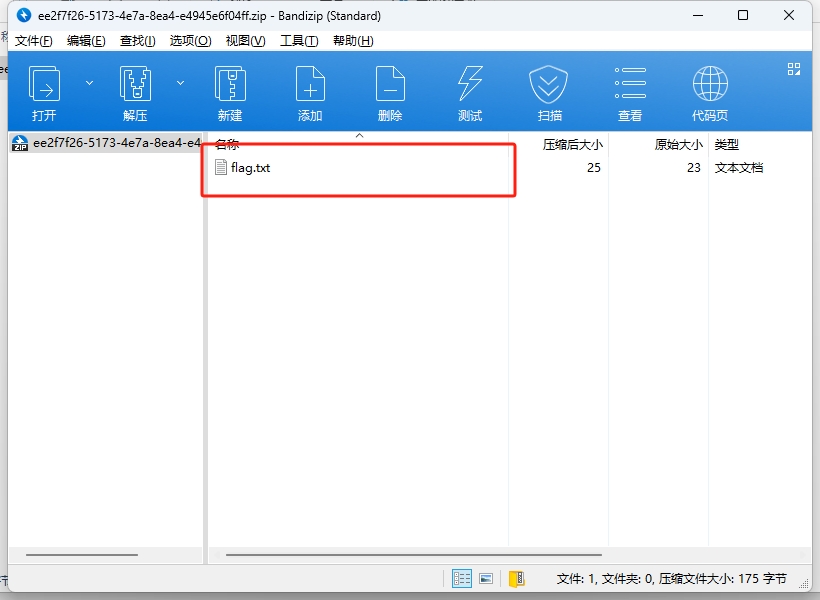 ee2f7f26-5173-4e7a-8ea4-e4945e6f04ff.zip - Bandizip (Standard)
文件(F) 编辑(E) 查找(I) 选项(O) 视图(V) 工具(T) 帮助(H)
打开 解压 新建 添加 删除 测试 扫描 查看 代码页
ZIP ee2f7f26-5173-4e7a-8ea4-e4 名称 压缩后大小 原始大小 类型
flag.txt 25 23 文本文档
文件: 1, 文件夹: 0, 压缩文件大小: 175 字节